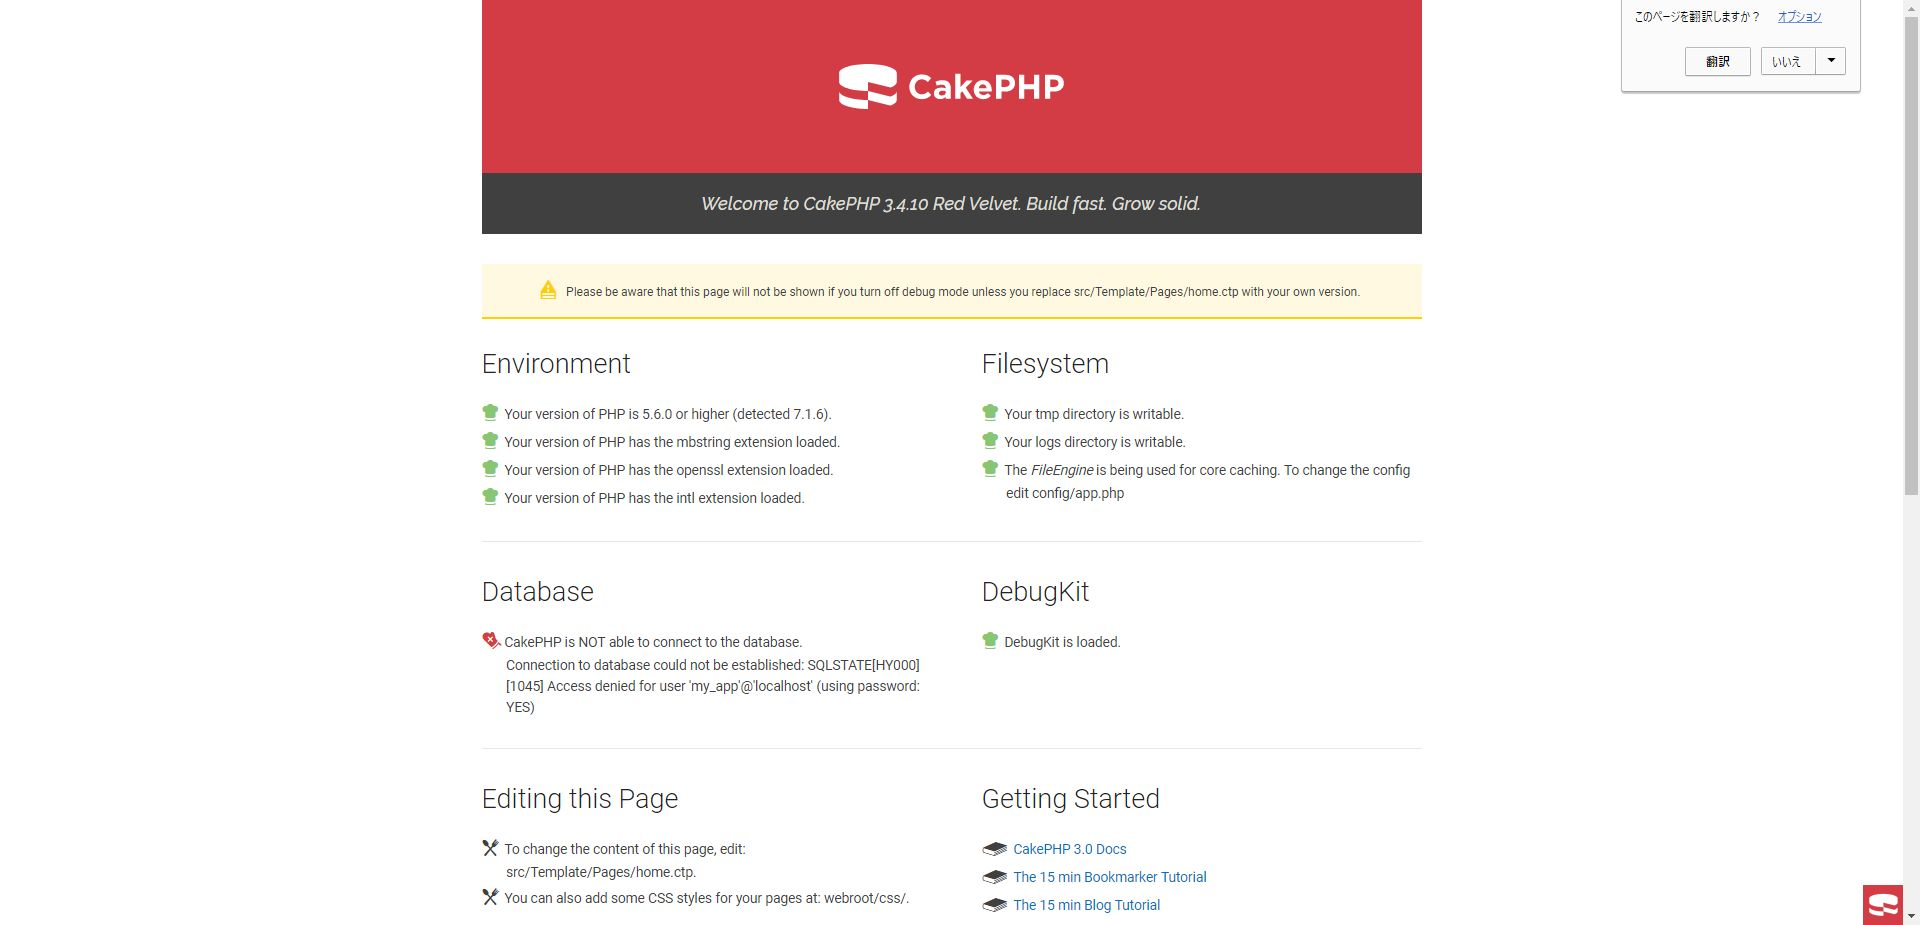 このページを翻訳しますか？ オプション
翻訳 いいえ
CakePHP
Welcome to CakePHP 3.4.10 Red Velvet. Build fast. Grow solid.
Please be aware that this page will not be shown if you turn off debug mode unless you replace src/Template/Pages/home.ctp with your own version.
Environment
Your version of PHP is 5.6.0 or higher (detected 7.1.6).
Your version of PHP has the mbstring extension loaded.
Your version of PHP has the openssl extension loaded.
Your version of PHP has the intl extension loaded.
Filesystem
Your tmp directory is writable.
Your logs directory is writable.
The FileEngine is being used for core caching. To change the config
edit config/app.php
Database
CakePHP is NOT able to connect to the database.
Connection to database could not be established: SQLSTATE[HY000]
[1045] Access denied for user 'my_app'@'localhost' (using password:
YES)
DebugKit
DebugKit is loaded.
Editing this Page
To change the content of this page, edit:
src/Template/Pages/home.ctp.
You can also add some CSS styles for your pages at: webroot/css/.
Getting Started
CakePHP 3.0 Docs
The 15 min Bookmarker Tutorial
The 15 min Blog Tutorial